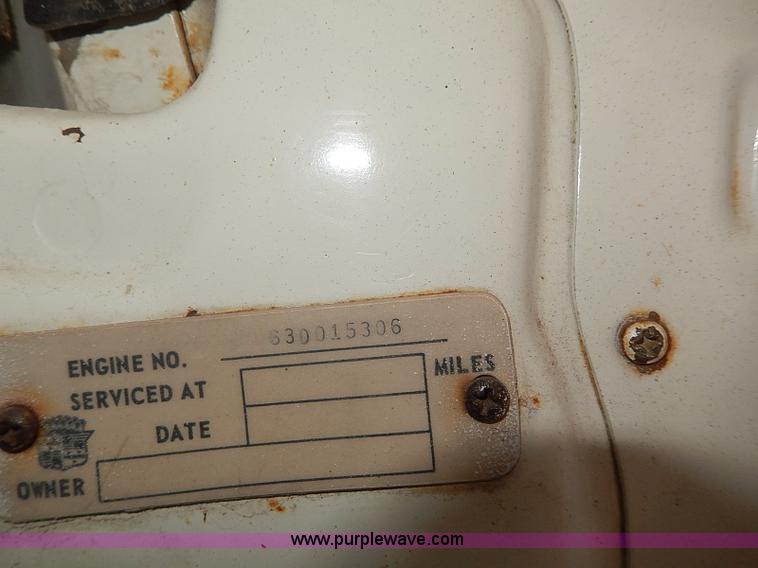 ENGINE NO. 630015306
SERVICED AT MILES
DATE
OWNER
www.purplewave.com